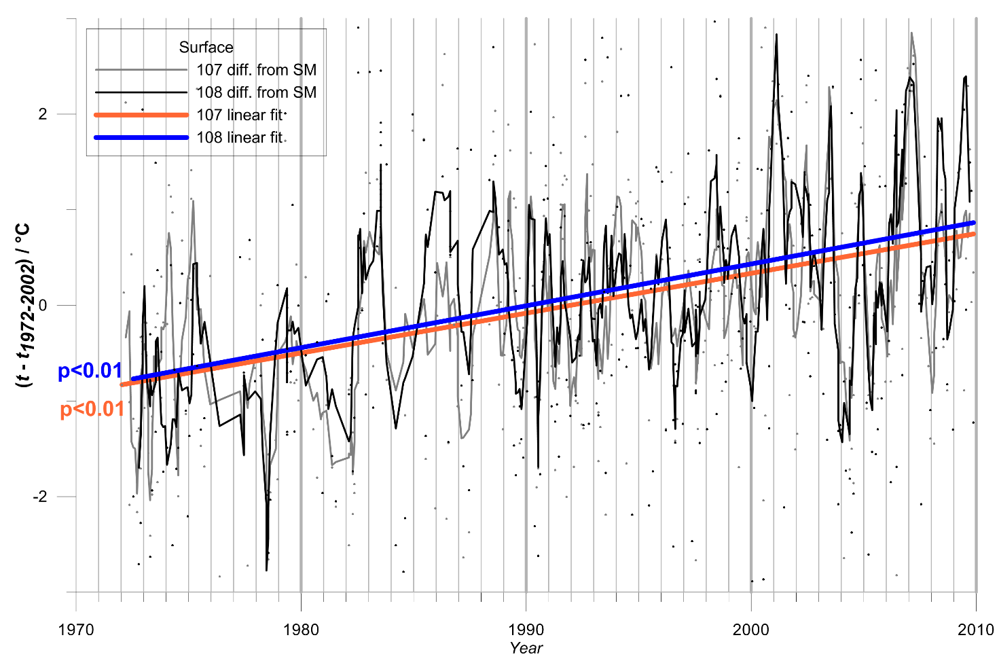 Surface
107 diff. from SM
108 diff. from SM
107 linear fit
108 linear fit
2
0
-2
(t - t1972-2002) / °C
p<0.01
p<0.01
1970 1980 1990 2000 2010
Year